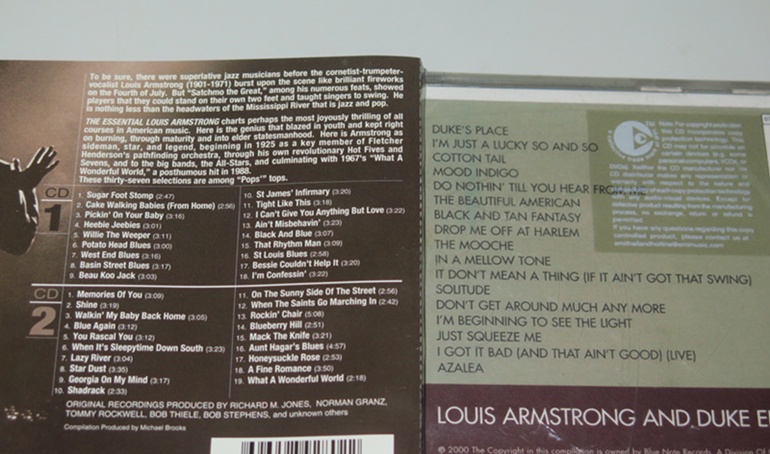 To be sure, there were superlative jazz musicians before the cornetist-trumpeter-
vocalist Louis Armstrong (1901-1971) burst upon the scene like brilliant fireworks
on the Fourth of July. But "Satchmo the Great," among his numerous feats, showed
players that they could stand on their own two feet and taught singers to swing. He
is nothing less than the headwaters of the Mississippi River that is jazz and pop.
THE ESSENTIAL LOUIS ARMSTRONG charts perhaps the most joyously thrilling of all
courses in American music. Here is the genius that blazed in youth and kept right
on burning, through maturity and into elder statesmanhood. Here is Armstrong as
sideman, star, and legend, beginning in 1925 as a key member of Fletcher
Henderson's pathfinding orchestra, through his own revolutionary Hot Fives and
Sevens, and to the big bands, the All-Stars, and culminating with 1967's "What A
Wonderful World," a posthumous hit in 1988.
These thirty-seven selections are among "Pops'" tops.
CD 1
1. Sugar Foot Stomp (2:47)
2. Cake Walking Babies (From Home) (2:56)
3. Pickin' On Your Baby (3:16)
4. Heebie Jeebies (3:01)
5. Willie The Weeper (3:11)
6. Potato Head Blues (3:00)
7. West End Blues (3:16)
8. Basin Street Blues (3:17)
9. Beau Koo Jack (3:03)
10. St James' Infirmary (3:20)
11. Tight Like This (3:18)
12. I Can't Give You Anything But Love (3:22)
13. Ain't Misbehavin' (3:23)
14. Black And Blue (3:07)
15. That Rhythm Man (3:09)
16. St Louis Blues (2:58)
17. Bessie Couldn't Help It (3:20)
18. I'm Confessin' (3:22)
CD 2
1. Memories Of You (3:09)
2. Shine (3:19)
3. Walkin' My Baby Back Home (3:05)
4. Blue Again (3:12)
5. You Rascal You (3:12)
6. When It's Sleepytime Down South (3:23)
7. Lazy River (3:04)
8. Star Dust (3:35)
9. Georgia On My Mind (3:17)
10. Shadrack (2:33)
11. On The Sunny Side Of The Street (2:56)
12. When The Saints Go Marching In (2:42)
13. Rockin' Chair (5:08)
14. Blueberry Hill (2:51)
15. Mack The Knife (3:21)
16. Aunt Hagar's Blues (4:57)
17. Honeysuckle Rose (2:53)
18. A Fine Romance (3:50)
19. What A Wonderful World (2:18)
ORIGINAL RECORDINGS PRODUCED BY RICHARD M. JONES, NORMAN GRANZ,
TOMMY ROCKWELL, BOB THIELE, BOB STEPHENS, and unknown others
Compilation Produced by Michael Brooks
DUKE'S PLACE
I'M JUST A LUCKY SO AND SO
COTTON TAIL
MOOD INDIGO
DO NOTHIN' TILL YOU HEAR FROM ME
THE BEAUTIFUL AMERICAN
BLACK AND TAN FANTASY
DROP ME OFF AT HARLEM
THE MOOCHE
IN A MELLOW TONE
IT DON'T MEAN A THING (IF IT AIN'T GOT THAT SWING)
SOLITUDE
DON'T GET AROUND MUCH ANY MORE
I'M BEGINNING TO SEE THE LIGHT
JUST SQUEEZE ME
I GOT IT BAD (AND THAT AIN'T GOOD) (LIVE)
AZALEA
LOUIS ARMSTRONG AND DUKE E
© 2000 The Copyright in this compilation is owned by Blue Note Records, A Division Of